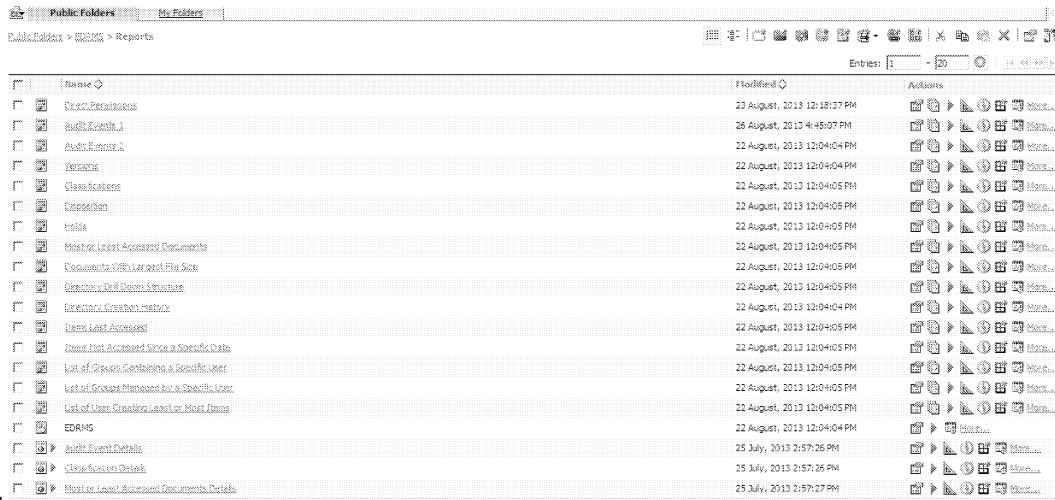 Public Folders My Folders
Public Folders > EDRMS > Reports
Entries: 1 - 20
Name Modified Actions
Direct Permissions 23 August, 2013 12:18:37 PM More...
Audit Events 1 26 August, 2013 4:45:07 PM More...
Audit Events 2 22 August, 2013 12:04:04 PM More...
Versions 22 August, 2013 12:04:04 PM More...
Classifications 22 August, 2013 12:04:05 PM More...
Disposition 22 August, 2013 12:04:05 PM More...
Holds 22 August, 2013 12:04:05 PM More...
Most or Least Accessed Documents 22 August, 2013 12:04:05 PM More...
Documents With Largest File Size 22 August, 2013 12:04:05 PM More...
Directory Drill Down Structure 22 August, 2013 12:04:05 PM More...
Directory Creation History 22 August, 2013 12:04:04 PM More...
Items Last Accessed 22 August, 2013 12:04:05 PM More...
Items Not Accessed Since a Specific Date 22 August, 2013 12:04:05 PM More...
List of Groups Containing a Specific User 22 August, 2013 12:04:05 PM More...
List of Groups Managed by a Specific User 22 August, 2013 12:04:05 PM More...
List of User Creating Least or Most Items 22 August, 2013 12:04:05 PM More...
EDRMS 22 August, 2013 12:04:04 PM More...
Audit Event Details 25 July, 2013 2:57:26 PM More...
Classification Details 25 July, 2013 2:57:26 PM More...
Most or Least Accessed Documents Details 25 July, 2013 2:57:27 PM More...